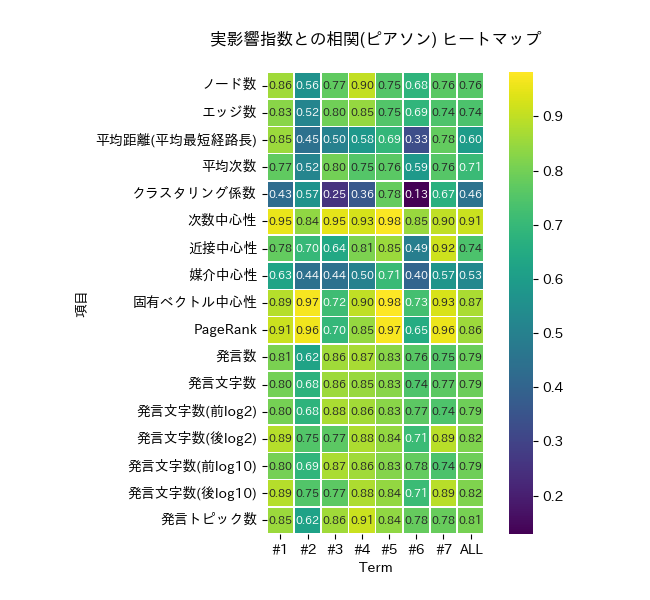 実影響指数との相関(ピアソン) ヒートマップ
項目
ノード数 0.86 0.56 0.77 0.90 0.75 0.68 0.76 0.76
エッジ数 0.83 0.52 0.80 0.85 0.75 0.69 0.74 0.74
平均距離(平均最短経路長) 0.85 0.45 0.50 0.58 0.69 0.33 0.78 0.60
平均次数 0.77 0.52 0.80 0.75 0.76 0.59 0.76 0.71
クラスタリング係数 0.43 0.57 0.25 0.36 0.78 0.13 0.67 0.46
次数中心性 0.95 0.84 0.95 0.93 0.98 0.85 0.90 0.91
近接中心性 0.78 0.70 0.64 0.81 0.85 0.49 0.92 0.74
媒介中心性 0.63 0.44 0.44 0.50 0.71 0.40 0.57 0.53
固有ベクトル中心性 0.89 0.97 0.72 0.90 0.98 0.73 0.93 0.87
PageRank 0.91 0.96 0.70 0.85 0.97 0.65 0.96 0.86
発言数 0.81 0.62 0.86 0.87 0.83 0.76 0.75 0.79
発言文字数 0.80 0.68 0.86 0.85 0.83 0.74 0.77 0.79
発言文字数(前log2) 0.80 0.68 0.88 0.86 0.83 0.77 0.74 0.79
発言文字数(後log2) 0.89 0.75 0.77 0.88 0.84 0.71 0.89 0.82
発言文字数(前log10) 0.80 0.69 0.87 0.86 0.83 0.78 0.74 0.79
発言文字数(後log10) 0.89 0.75 0.77 0.88 0.84 0.71 0.89 0.82
発言トピック数 0.85 0.62 0.86 0.91 0.84 0.78 0.78 0.81
#1 #2 #3 #4 #5 #6 #7 ALL
Term
0.9
0.8
0.7
0.6
0.5
0.4
0.3
0.2